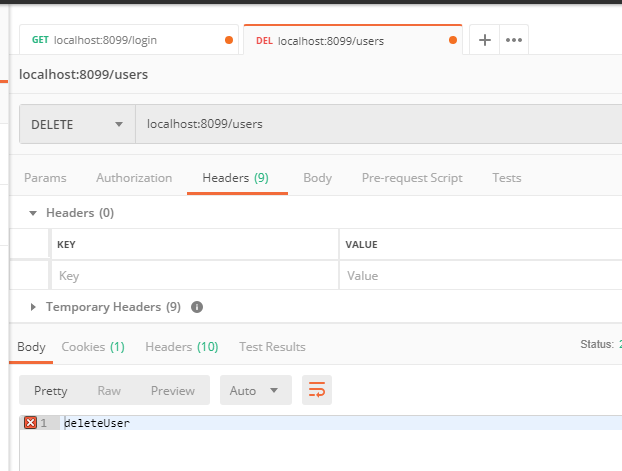 GET localhost:8099/login
DEL localhost:8099/users
+ •••
localhost:8099/users
DELETE localhost:8099/users
Params Authorization Headers (9) Body Pre-request Script Tests
Headers (0)
KEY VALUE
Key Value
Temporary Headers (9)
Body Cookies (1) Headers (10) Test Results Status: 2
Pretty Raw Preview Auto
1 deleteUser